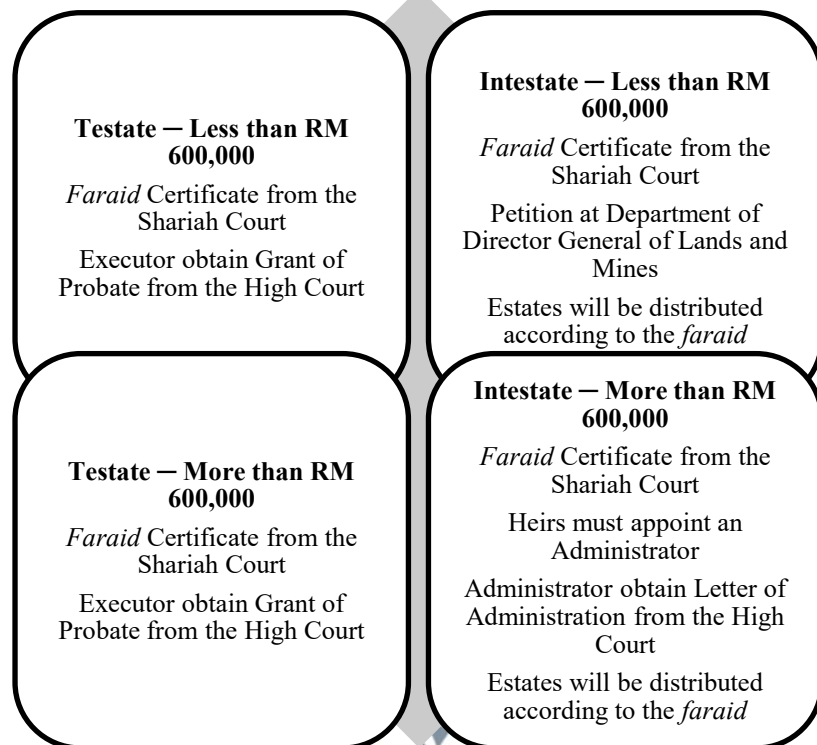 Testate — Less than RM
600,000
Faraid Certificate from the
Shariah Court
Executor obtain Grant of
Probate from the High Court
Intestate — Less than RM
600,000
Faraid Certificate from the
Shariah Court
Petition at Department of
Director General of Lands and
Mines
Estates will be distributed
according to the faraid
Testate — More than RM
600,000
Faraid Certificate from the
Shariah Court
Executor obtain Grant of
Probate from the High Court
Intestate — More than RM
600,000
Faraid Certificate from the
Shariah Court
Heirs must appoint an
Administrator
Administrator obtain Letter of
Administration from the High
Court
Estates will be distributed
according to the faraid